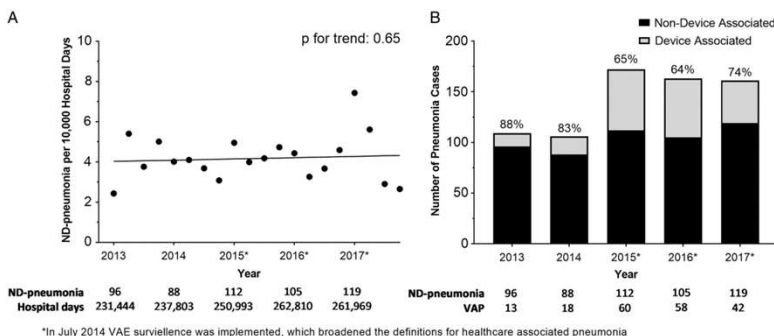 A
p for trend: 0.65
ND-pneumonia per 10,000 Hospital Days
10
8
6
4
2
0
2013 2014 2015* 2016* 2017*
Year
ND-pneumonia 96 88 112 105 119
Hospital days 231,444 237,803 250,993 262,810 261,969
B
Non-Device Associated
Device Associated
Number of Pneumonia Cases
200
150
100
50
0
88% 83% 65% 64% 74%
2013 2014 2015* 2016* 2017*
Year
ND-pneumonia 96 88 112 105 119
VAP 13 18 60 58 42
*In July 2014 VAE surviellence was implemented, which broadened the definitions for healthcare associated pneumonia